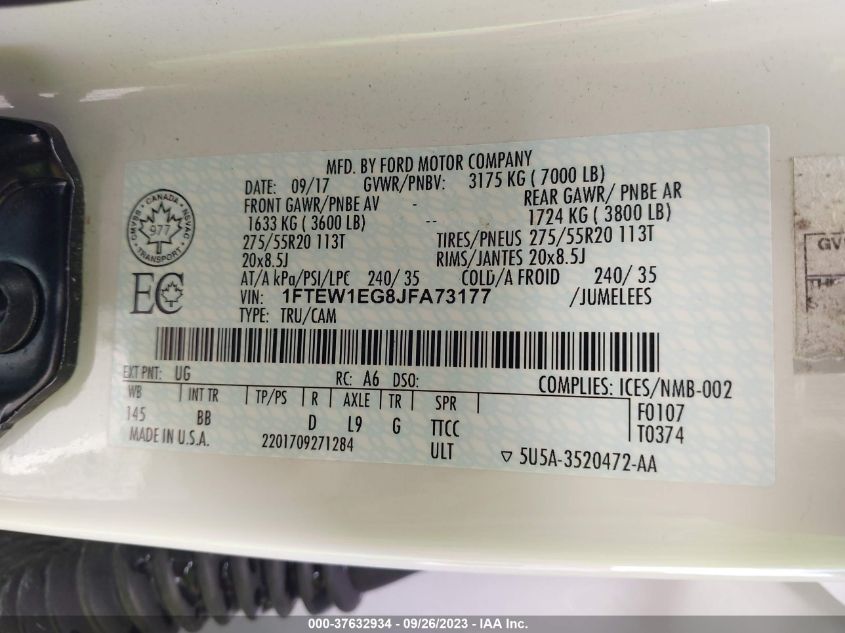 MFD. BY FORD MOTOR COMPANY
DATE: 09/17 GVWR/PNBV: 3175 KG ( 7000 LB)
FRONT GAWR/PNBE AV - REAR GAWR/ PNBE AR
1633 KG ( 3600 LB) -- 1724 KG ( 3800 LB)
275/55R20 113T TIRES/PNEUS 275/55R20 113T
20x8.5J RIMS/JANTES 20x8.5J
AT/A kPa/PSI/LPC 240/ 35 COLD/A FROID 240/ 35
VIN: 1FTEW1EG8JFA73177 /JUMELEES
TYPE: TRU/CAM
CANADA
CMVSS NSVAC
977
TRANSPORT
EC
EXT PNT: UG RC: A6 DSO: COMPLIES: ICES/NMB-002
WB INT TR TP/PS R AXLE TR SPR F0107
145 BB D L9 G TTCC T0374
MADE IN U.S.A. 2201709271284 ULT ▽ 5U5A-3520472-AA
GV
000-37632934 - 09/26/2023 - IAA Inc.